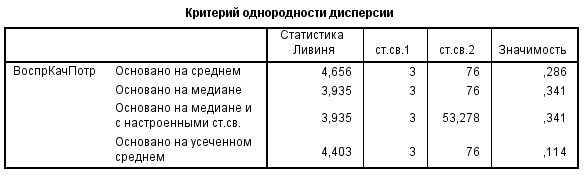 Критерий однородности дисперсии
Статистика Ливиня ст.св.1 ст.св.2 Значимость
ВоспрКачПотр Основано на среднем 4,656 3 76 ,286
Основано на медиане 3,935 3 76 ,341
Основано на медиане и с настроенными ст.св. 3,935 3 53,278 ,341
Основано на усеченном среднем 4,403 3 76 ,114